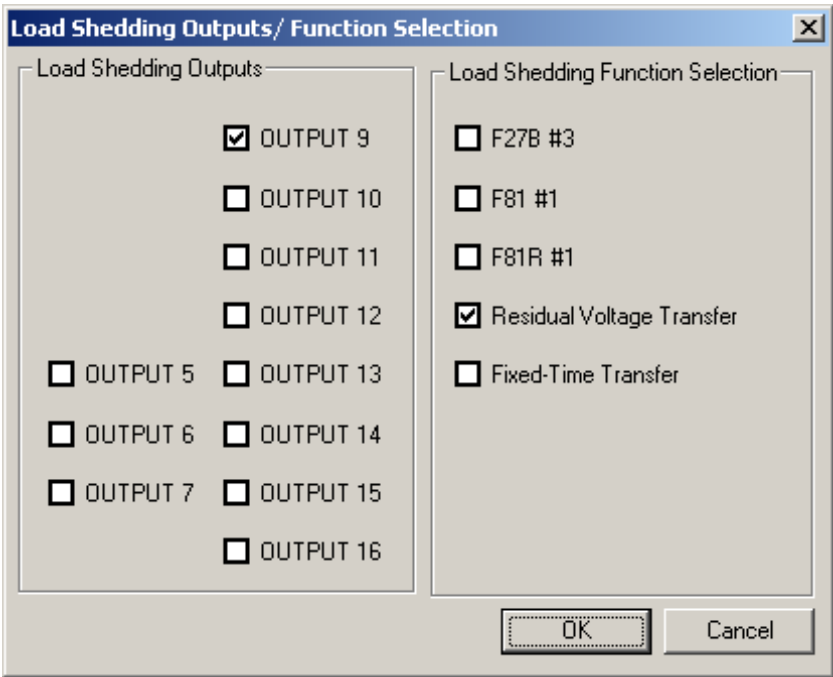 Load Shedding Outputs/ Function Selection
Load Shedding Outputs
OUTPUT 9
OUTPUT 10
OUTPUT 11
OUTPUT 12
OUTPUT 5 OUTPUT 13
OUTPUT 6 OUTPUT 14
OUTPUT 7 OUTPUT 15
OUTPUT 16
Load Shedding Function Selection
F27B #3
F81 #1
F81R #1
Residual Voltage Transfer
Fixed-Time Transfer
OK Cancel